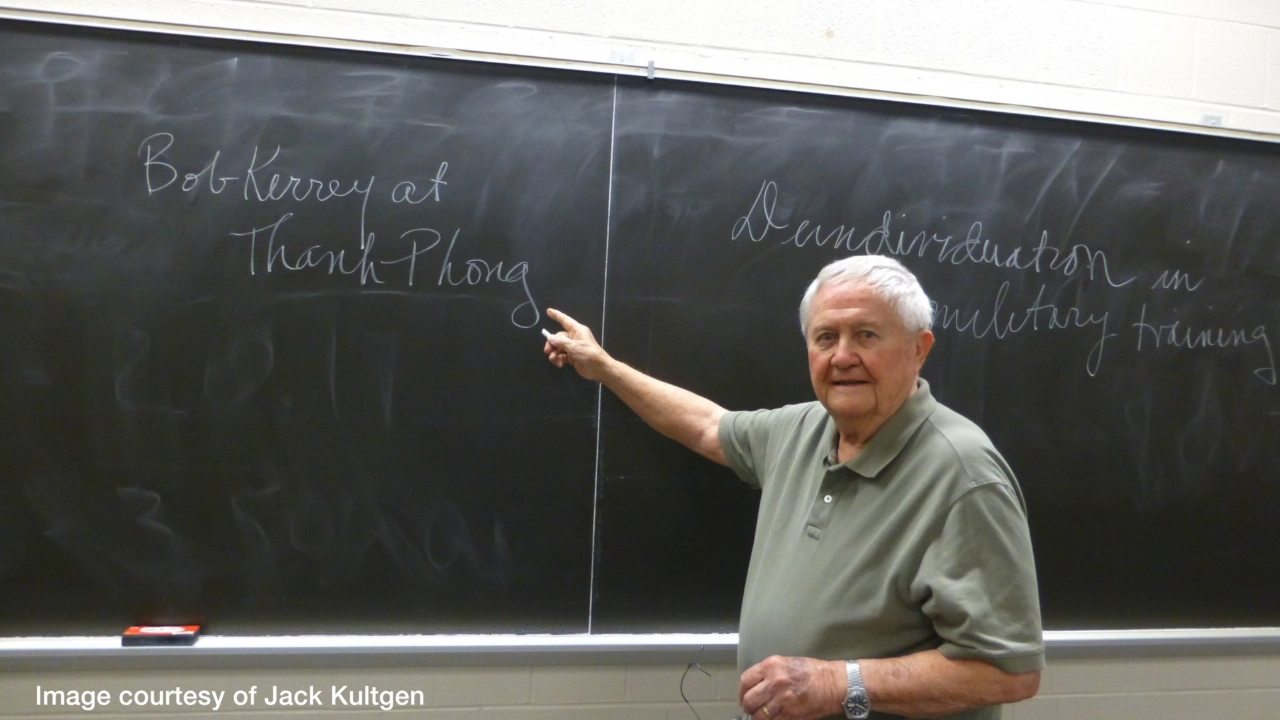 Bob Kerrey at
Thanh Phong
Deindividuation in
military training
Image courtesy of Jack Kultgen